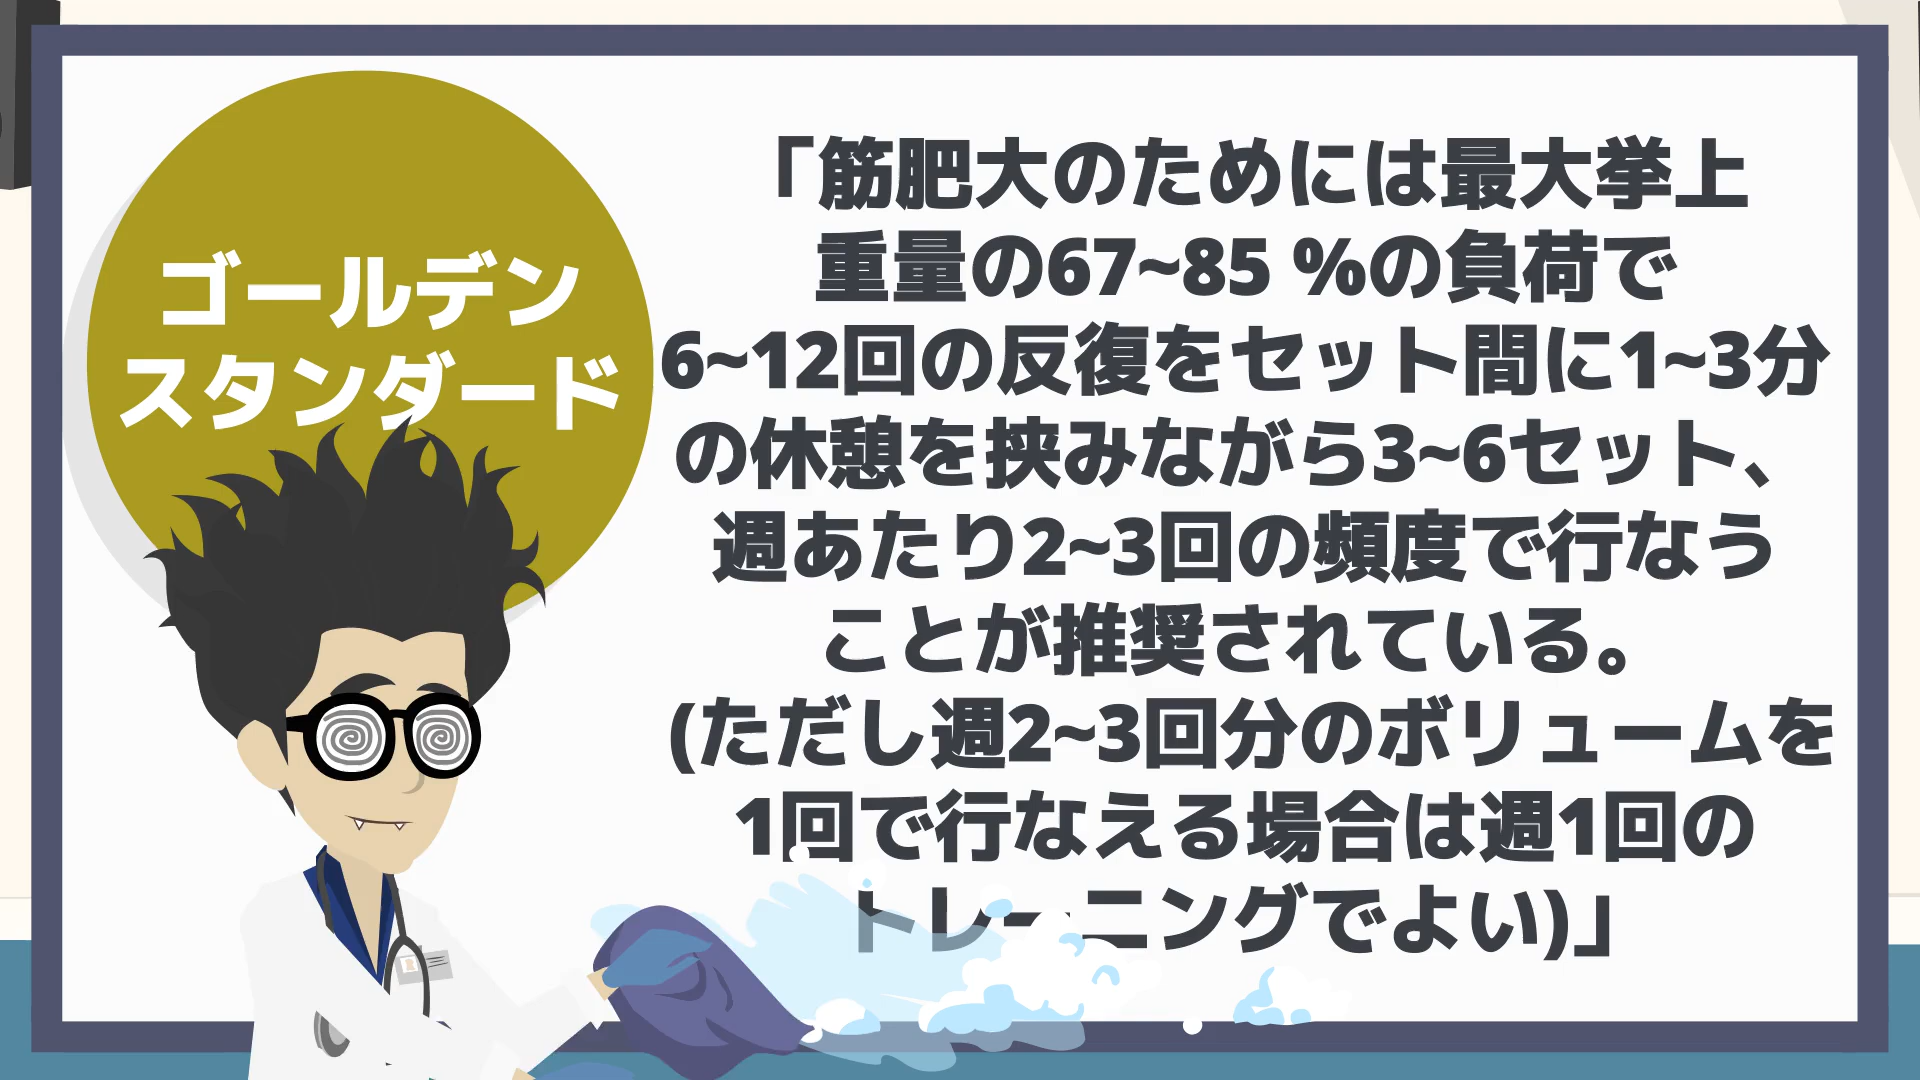 ゴールデン
スタンダード
「筋肥大のためには最大挙上
重量の67~85 %の負荷で
6~12回の反復をセット間に1~3分
の休憩を挟みながら3~6セット、
週あたり2~3回の頻度で行なう
ことが推奨されている。
(ただし週2~3回分のボリュームを
1回で行なえる場合は週1回の
トレーニングでよい)」